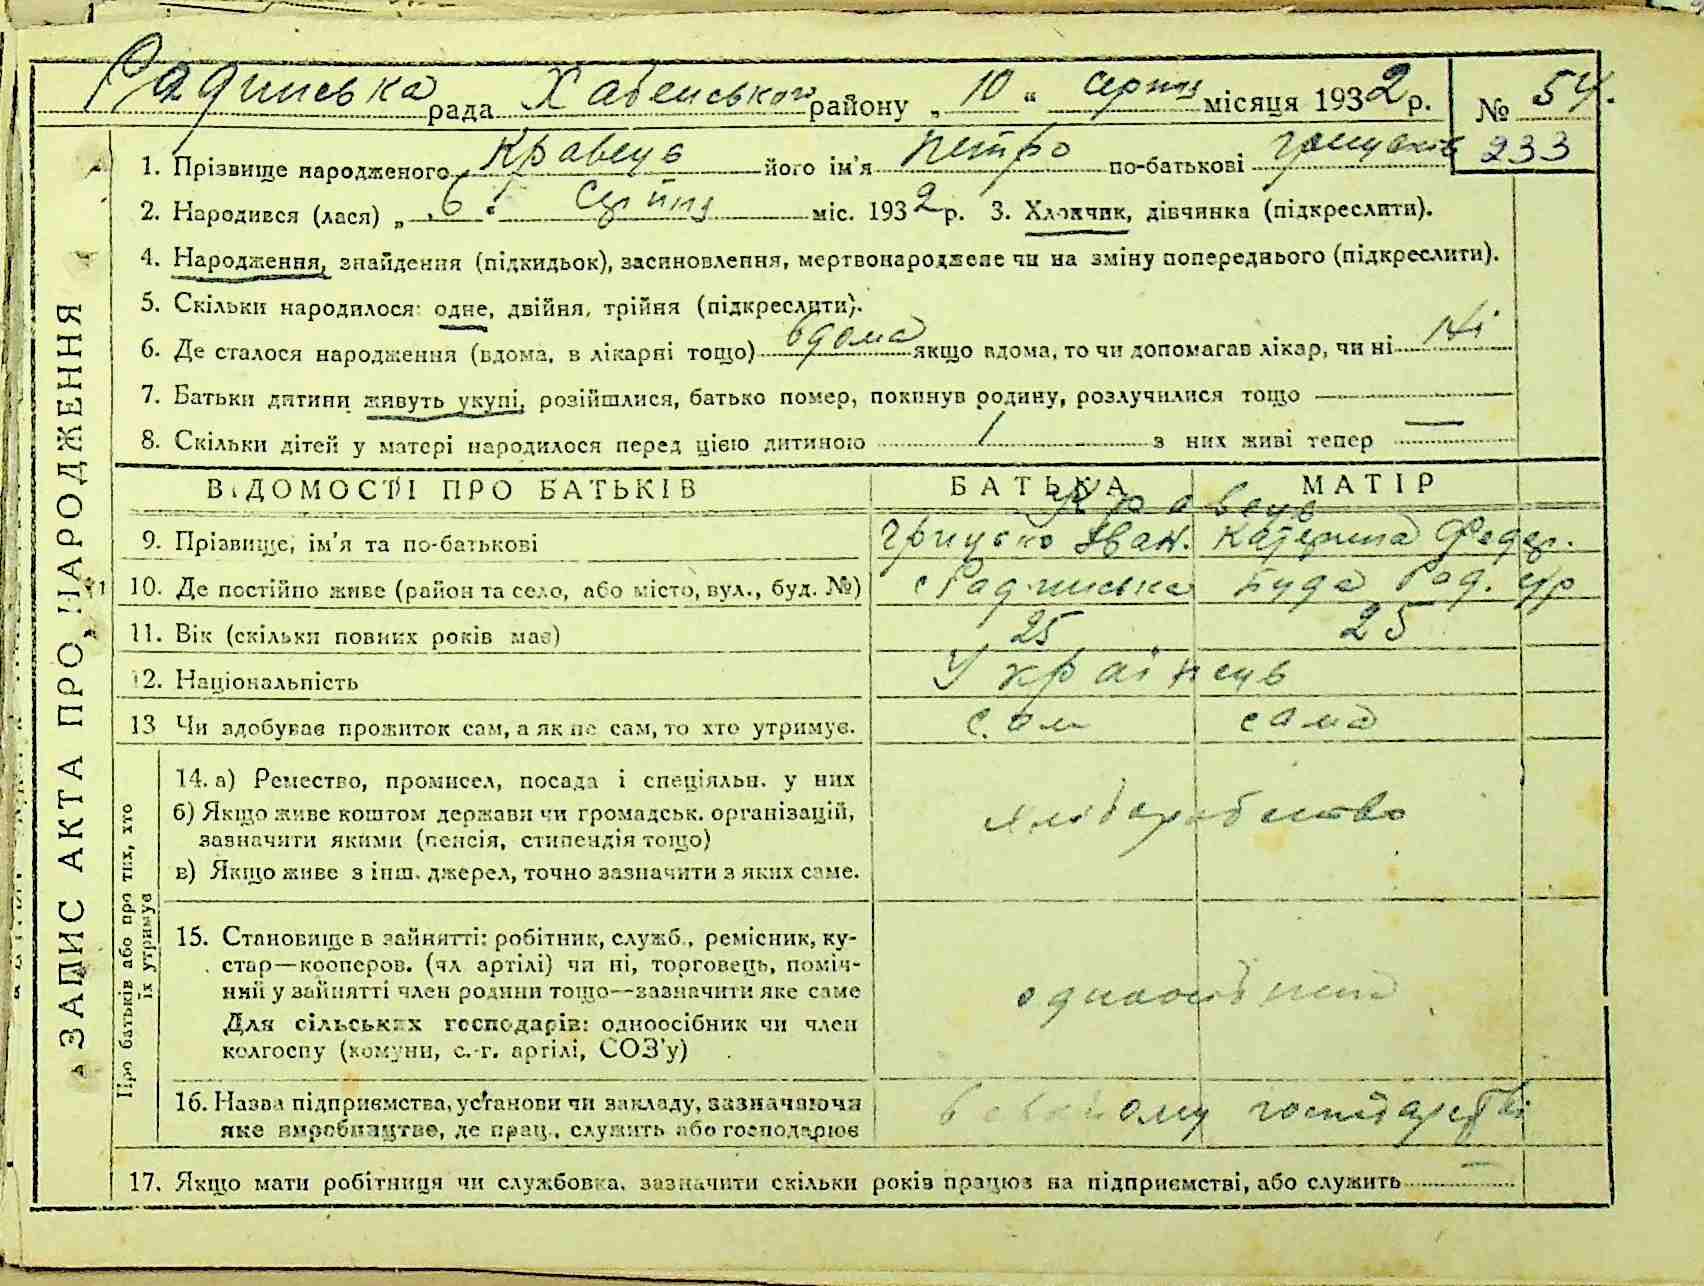 Радинська рада Хабенського району „ 10 “ серпня місяця 1932 р. № 54.
1. Прізвище народженого Кравець його ім'я Петро по-батькові 233
2. Народився (лася) „ 6 “ Серпня міс. 1932 р. 3. Хлопчик, дівчинка (підкреслити).
4. Народження, знайдення (підкидьок), засиновлення, мертвонароджене чи на зміну попереднього (підкреслити).
5. Скільки народилося: одне, двійня, трійня (підкреслити).
6. Де сталося народження (вдома, в лікарні тощо) вдома якщо вдома, то чи допомагав лікар, чи ні Ні
7. Батьки дитини живуть укупі, розійшлися, батько помер, покинув родину, розлучилися тощо —
8. Скільки дітей у матері народилося перед цією дитиною 1 з них живі тепер —
ЗАПИС АКТА ПРО НАРОДЖЕННЯ
ВІДОМОСТІ ПРО БАТЬКІВ БАТЬКА МАТІР
Кравець
9. Прізвище, ім'я та по-батькові Грицько Іван. Катерина Федор.
10. Де постійно живе (район та село, або місто, вул., буд. №) с Радинська Буда Рад. с/р
11. Вік (скільки повних років має) 25 25
12. Національність Українець
13 Чи здобуває прожиток сам, а як не сам, то хто утримує. сам сама
Про батьків або про тих, хто їх утримує
14. а) Ремество, промисел, посада і спеціяльн. у них
б) Якщо живе коштом держави чи громадськ. організацій,
зазначити якими (пенсія, стипендія тощо)
хліборобство
в) Якщо живе з інш. джерел, точно зазначити з яких саме.
15. Становище в зайнятті: робітник, служб., ремісник, ку-
стар—кооперов. (чл артілі) чи ні, торговець, поміч-
ний у зайнятті член родини тощо—зазначити яке саме
Для сільських господарів: одноосібник чи член
колгоспу (комуни, с.-г. артілі, СОЗ'у)
16. Назва підприємства, установи чи закладу, зазначаючи в своїому господарстві
яке виробництво, де прац., служить або господарює
17. Якщо мати робітниця чи службовка, зазначити скільки років працює на підприємстві, або служить —